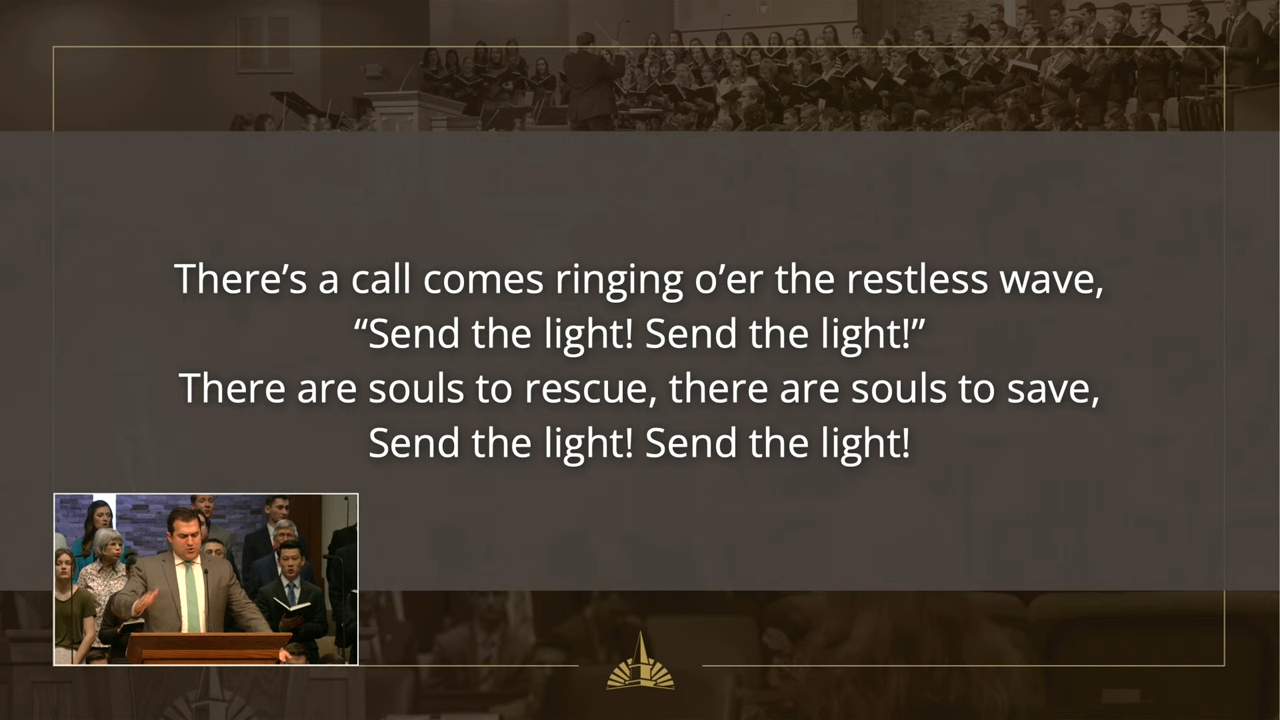 There’s a call comes ringing o’er the restless wave,
“Send the light! Send the light!”
There are souls to rescue, there are souls to save,
Send the light! Send the light!